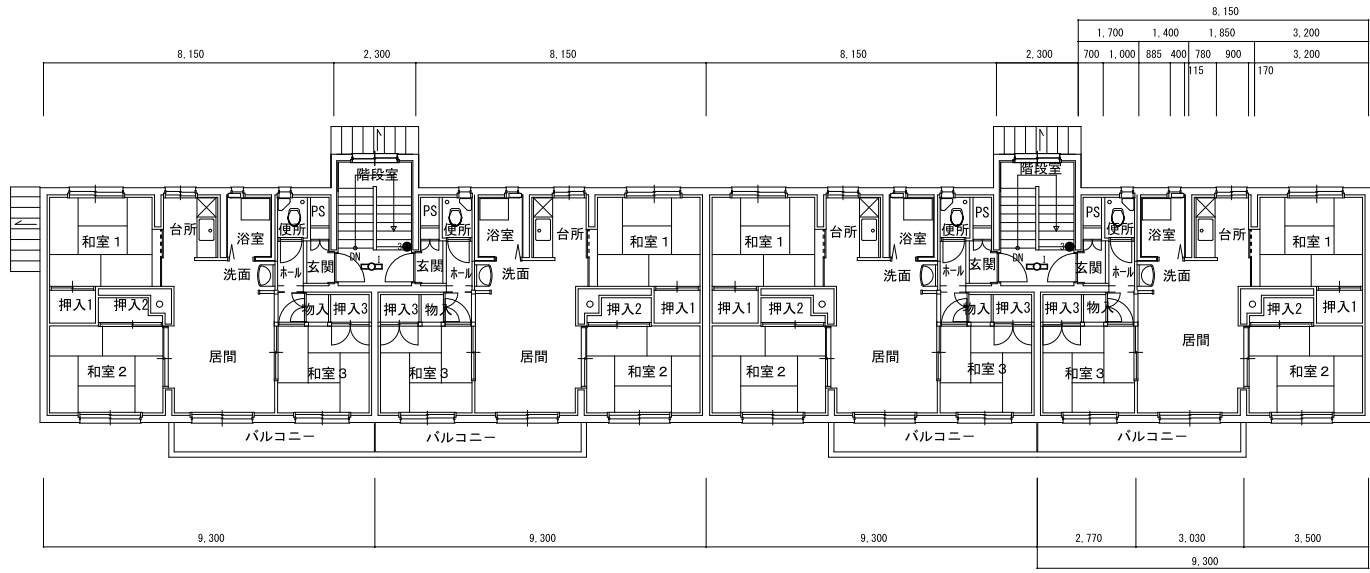 8,150
1,700 1,400 1,850 3,200
8,150 2,300 8,150 8,150 2,300 700 1,000 885 400 780 900 3,200
115 170
階段室 階段室
和室1 台所 浴室 便所 PS PS 便所 浴室 台所 和室1 和室1 台所 浴室 便所 PS PS 便所 浴室 台所 和室1
DN 3 DN 3
洗面 ホール 玄関 1 玄関 ホール 洗面 洗面 ホール 玄関 1 玄関 ホール 洗面
押入1 押入2 物入 押入3 押入3 物入 押入2 押入1 押入1 押入2 物入 押入3 押入3 物入 押入2 押入1
和室2 居間 和室3 和室3 居間 和室2 和室2 居間 和室3 和室3 居間 和室2
バルコニー バルコニー バルコニー バルコニー
9,300 9,300 9,300 2,770 3,030 3,500
9,300